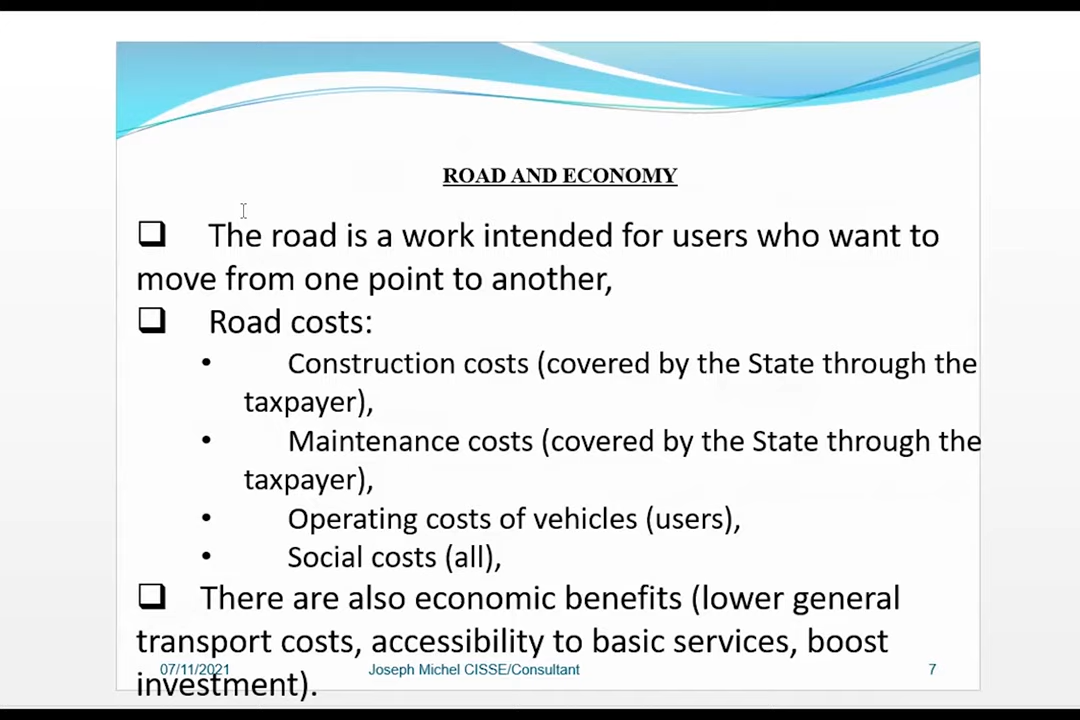 ROAD AND ECONOMY
❑ The road is a work intended for users who want to
move from one point to another,
❑ Road costs:
• Construction costs (covered by the State through the
taxpayer),
• Maintenance costs (covered by the State through the
taxpayer),
• Operating costs of vehicles (users),
• Social costs (all),
❑ There are also economic benefits (lower general
transport costs, accessibility to basic services, boost
investment).
07/11/2021 Joseph Michel CISSE/Consultant 7